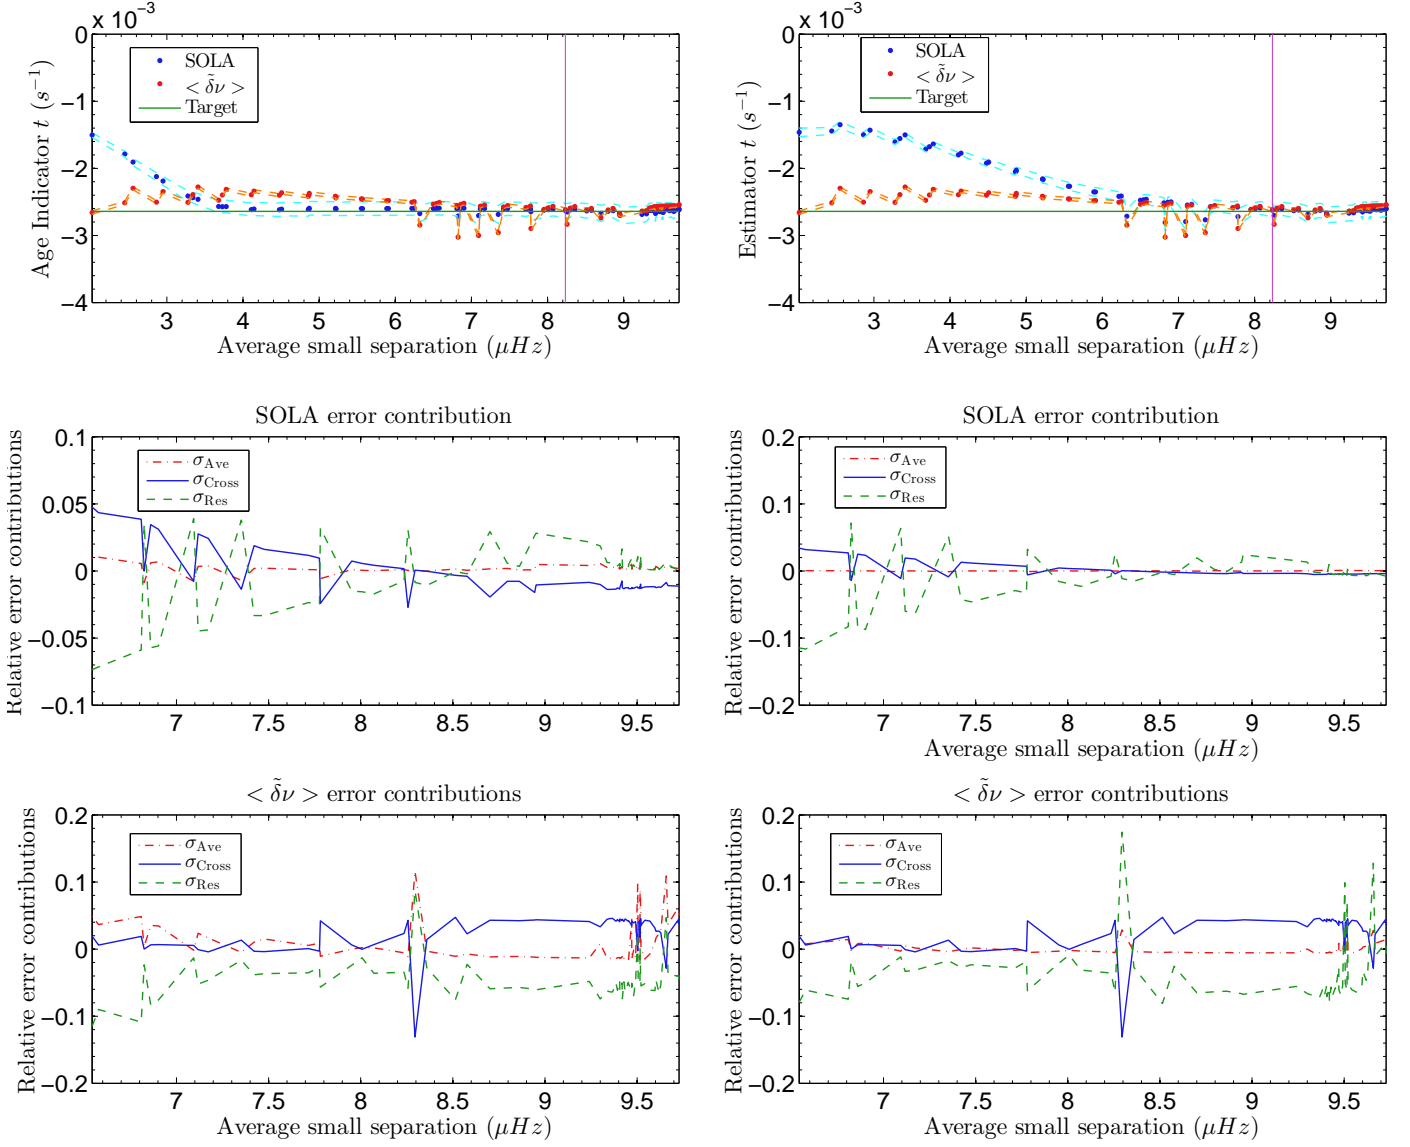 × 10⁻³
0
−1
−2
−3
−4
3 4 5 6 7 8 9
Age Indicator t (s⁻¹)
Average small separation (μHz)
SOLA
< δ̃ν >
Target
× 10⁻³
0
−1
−2
−3
−4
3 4 5 6 7 8 9
Estimator t (s⁻¹)
Average small separation (μHz)
SOLA
< δ̃ν >
Target
SOLA error contribution
0.1
0.05
0
−0.05
−0.1
7 7.5 8 8.5 9 9.5
Relative error contributions
σAve
σCross
σRes
SOLA error contribution
0.2
0.1
0
−0.1
−0.2
7 7.5 8 8.5 9 9.5
Relative error contributions
Average small separation (μHz)
σAve
σCross
σRes
< δ̃ν > error contributions
0.2
0.1
0
−0.1
−0.2
7 7.5 8 8.5 9 9.5
Relative error contributions
Average small separation (μHz)
σAve
σCross
σRes
< δ̃ν > error contributions
0.2
0.1
0
−0.1
−0.2
7 7.5 8 8.5 9 9.5
Relative error contributions
Average small separation (μHz)
σAve
σCross
σRes